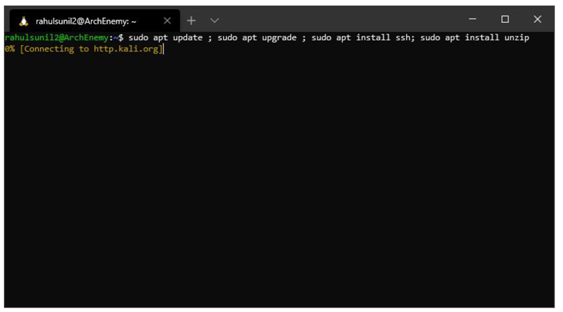 rahulsunil2@ArchEnemy: ~
rahulsunil2@ArchEnemy:~$ sudo apt update ; sudo apt upgrade ; sudo apt install ssh; sudo apt install unzip
0% [Connecting to http.kali.org]